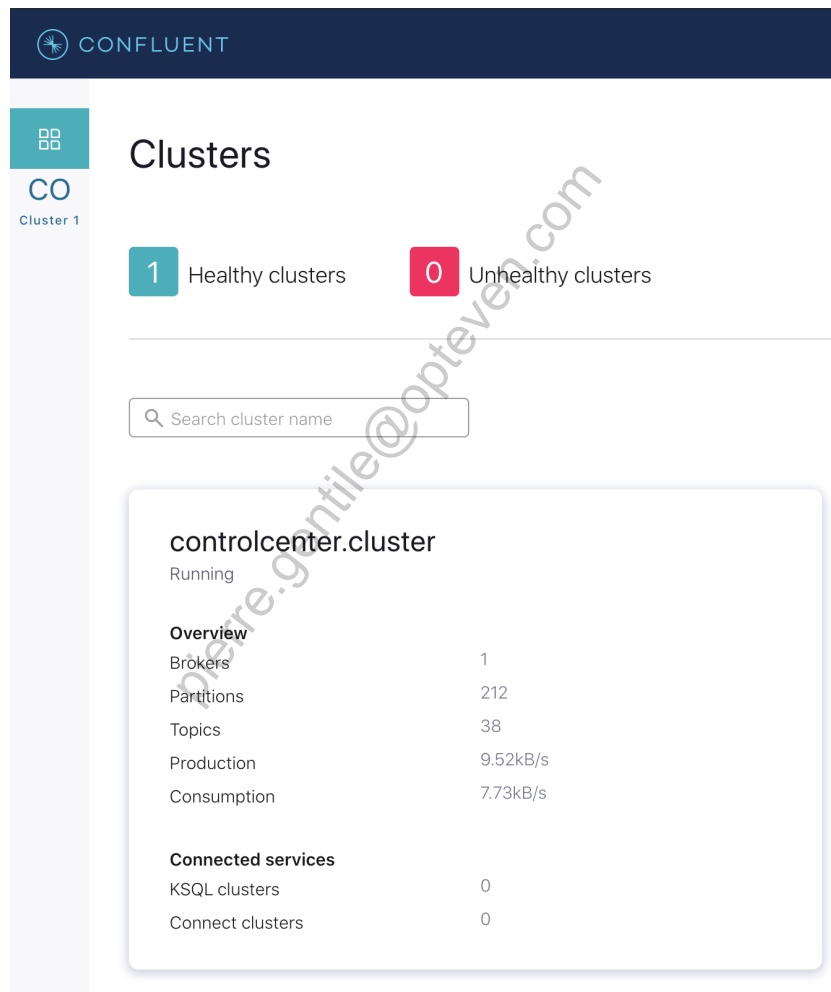 CONFLUENT
CO
Cluster 1
Clusters
1 Healthy clusters 0 Unhealthy clusters
Search cluster name
controlcenter.cluster
Running
Overview
Brokers 1
Partitions 212
Topics 38
Production 9.52kB/s
Consumption 7.73kB/s
Connected services
KSQL clusters 0
Connect clusters 0
pierre.gentile@opteven.com